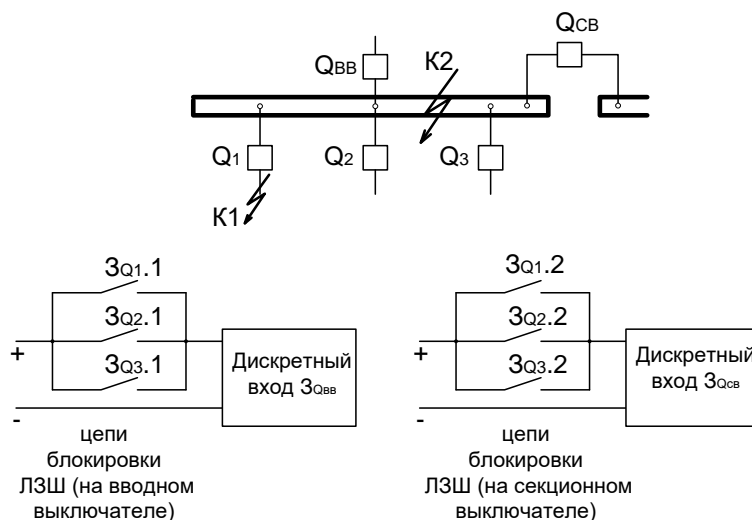 QСВ
QВВ
К2
Q1
Q2
Q3
К1
ЗQ1.1
ЗQ2.1
ЗQ3.1
+
-
Дискретный
вход ЗQвв
цепи
блокировки
ЛЗШ (на вводном
выключателе)
ЗQ1.2
ЗQ2.2
ЗQ3.2
+
-
Дискретный
вход ЗQсв
цепи
блокировки
ЛЗШ (на секционном
выключателе)